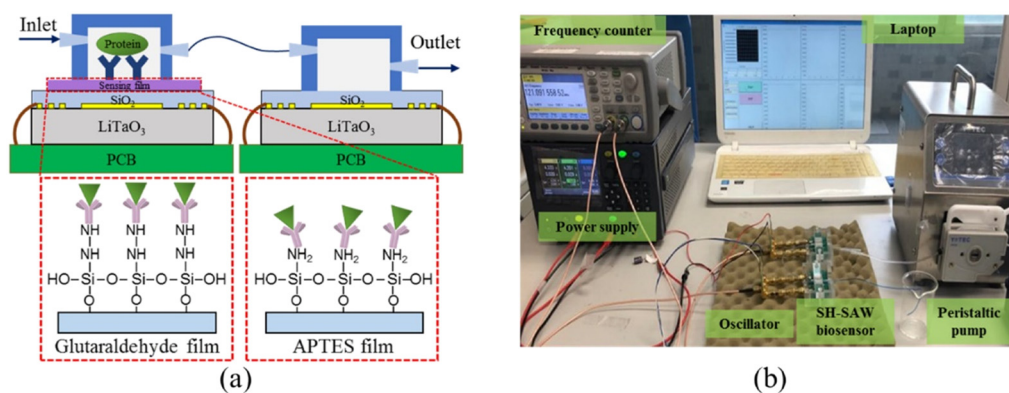 Inlet
Protein
Sensing film
SiO₂
LiTaO₃
PCB
Outlet
SiO₂
LiTaO₃
PCB
NH NH NH
NH NH NH
HO-Si-O-Si-O-Si-OH
O O O
Glutaraldehyde film
NH₂ NH₂ NH₂
HO-Si-O-Si-O-Si-OH
O O O
APTES film
(a)
Frequency counter
Laptop
Power supply
Oscillator
SH-SAW
biosensor
Peristaltic
pump
(b)